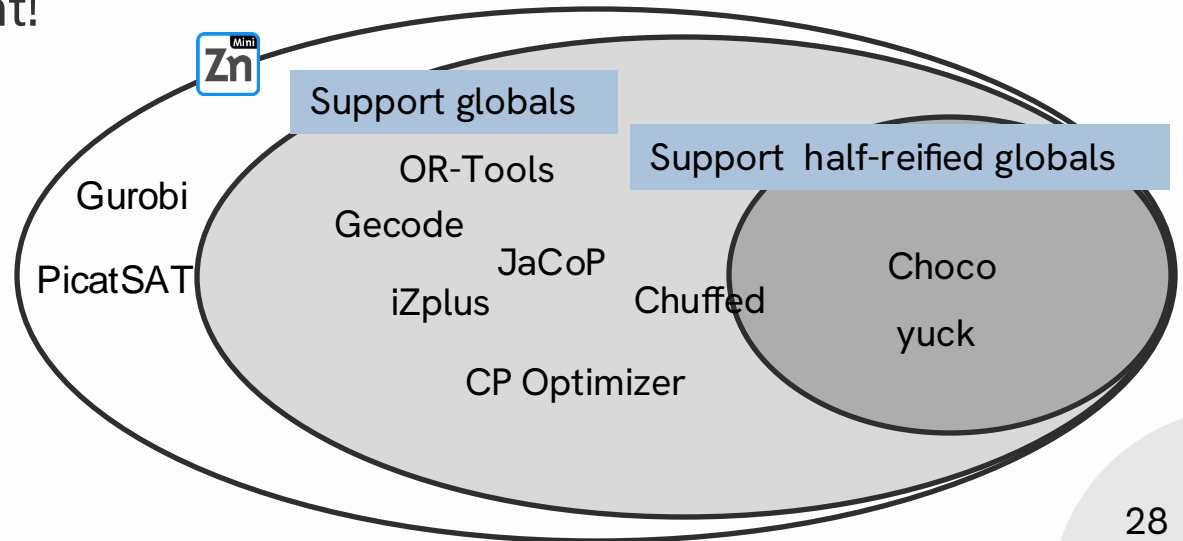 nt!
Mini
Zn
Support globals
Support half-reified globals
OR-Tools
Gurobi
Gecode
JaCoP
Choco
PicatSAT
iZplus
Chuffed
yuck
CP Optimizer
28